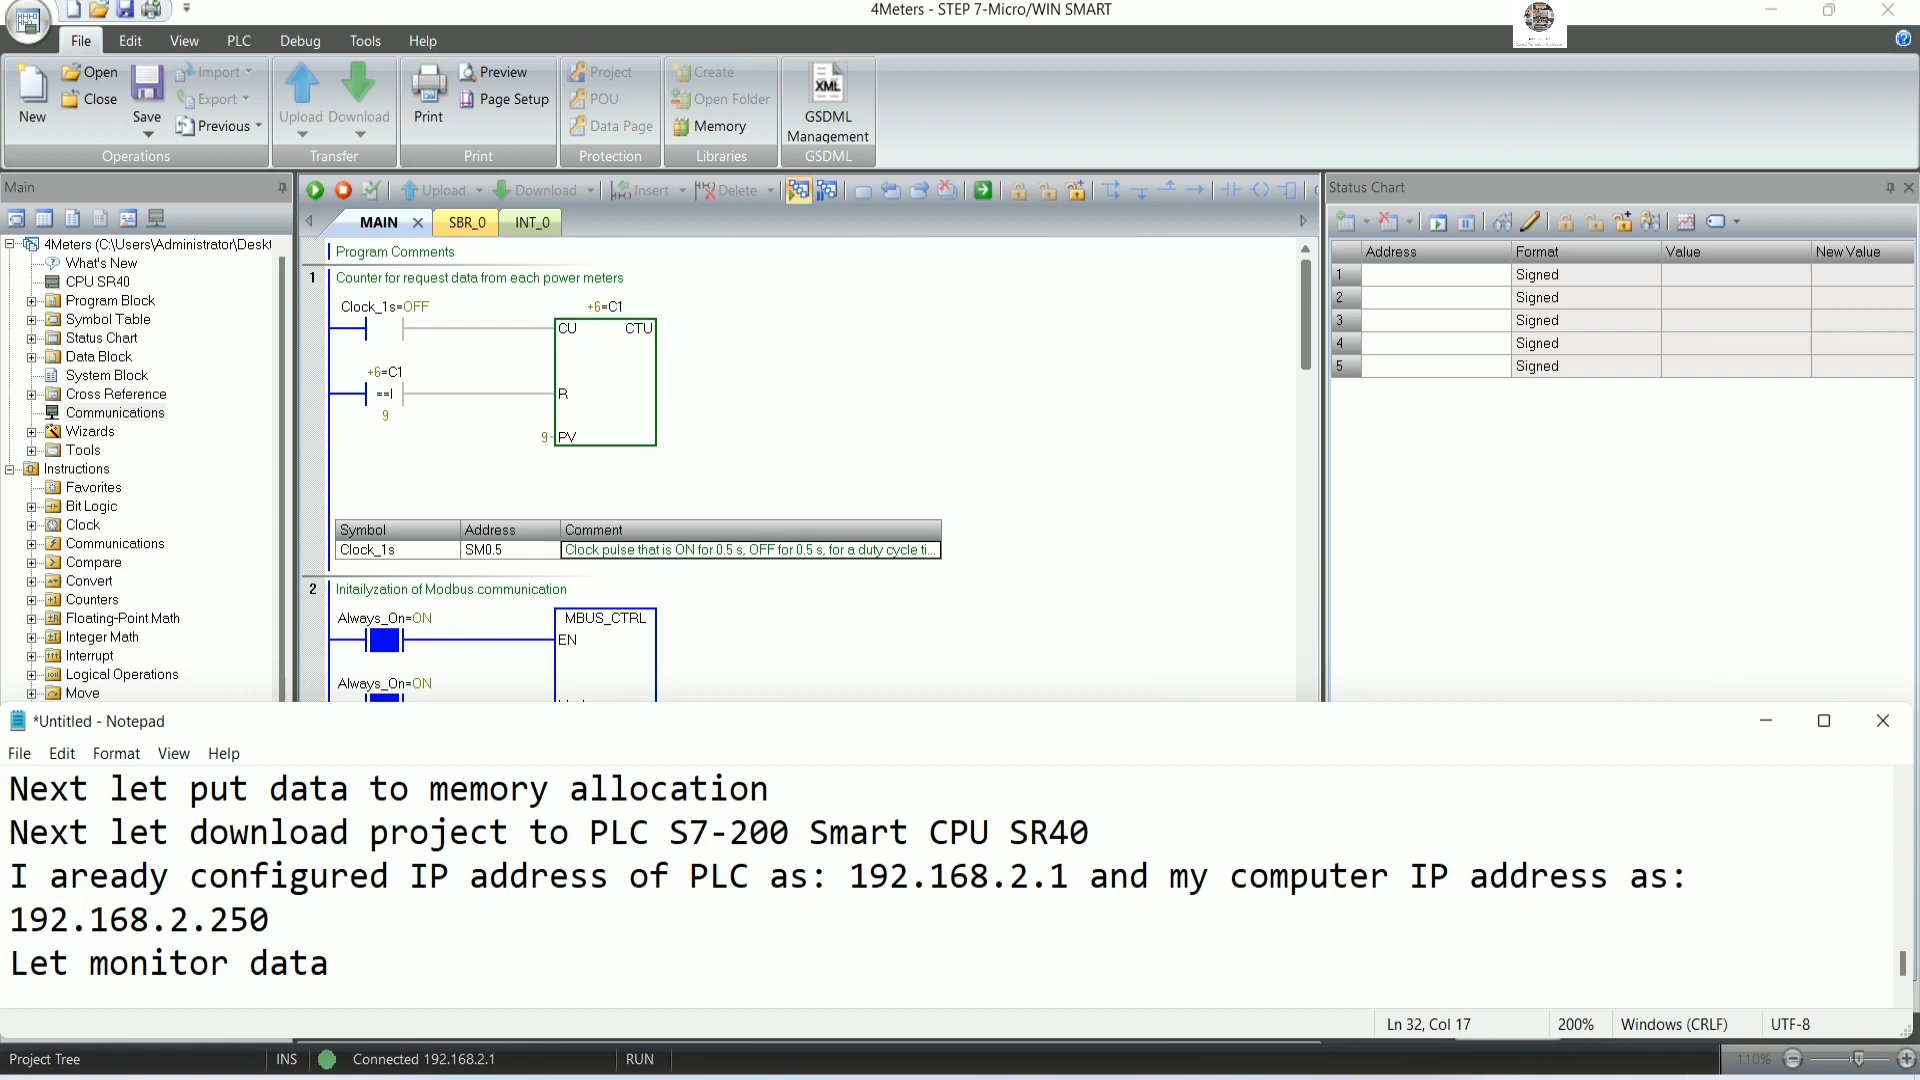 4Meters - STEP 7-Micro/WIN SMART
File Edit View PLC Debug Tools Help
New
Open
Close
Save
Import
Export
Previous
Operations
Upload Download
Transfer
Print
Preview
Page Setup
Print
Project
POU
Data Page
Protection
Create
Open Folder
Memory
Libraries
XML
GSDML
Management
GSDML
Main
4Meters (C:\Users\Administrator\Deskt
What's New
CPU SR40
Program Block
Symbol Table
Status Chart
Data Block
System Block
Cross Reference
Communications
Wizards
Tools
Instructions
Favorites
Bit Logic
Clock
Communications
Compare
Convert
Counters
Floating-Point Math
Integer Math
Interrupt
Logical Operations
Move
Upload Download Insert Delete
MAIN SBR_0 INT_0
Program Comments
1 Counter for request data from each power meters
Clock_1s=OFF +6=C1
CU CTU
+6=C1
==I R
9
9 PV
Symbol Address Comment
Clock_1s SM0.5 Clock pulse that is ON for 0.5 s, OFF for 0.5 s, for a duty cycle ti...
2 Initailyzation of Modbus communication
Always_On=ON MBUS_CTRL
EN
Always_On=ON
Status Chart
Address Format Value New Value
1 Signed
2 Signed
3 Signed
4 Signed
5 Signed
*Untitled - Notepad
File Edit Format View Help
Next let put data to memory allocation
Next let download project to PLC S7-200 Smart CPU SR40
I aready configured IP address of PLC as: 192.168.2.1 and my computer IP address as:
192.168.2.250
Let monitor data
Ln 32, Col 17 200% Windows (CRLF) UTF-8
Project Tree INS Connected 192.168.2.1 RUN 110%